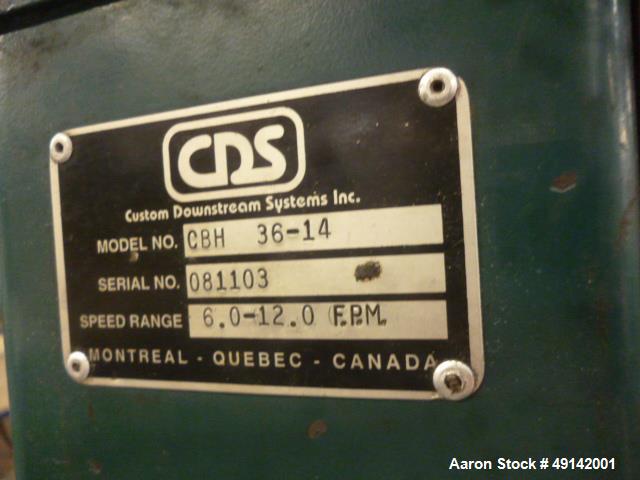 CDS
Custom Downstream Systems Inc.
MODEL NO. CBH 36-14
SERIAL NO. 081103
SPEED RANGE 6.0-12.0 F.P.M.
MONTREAL - QUEBEC - CANADA
Aaron Stock # 49142001